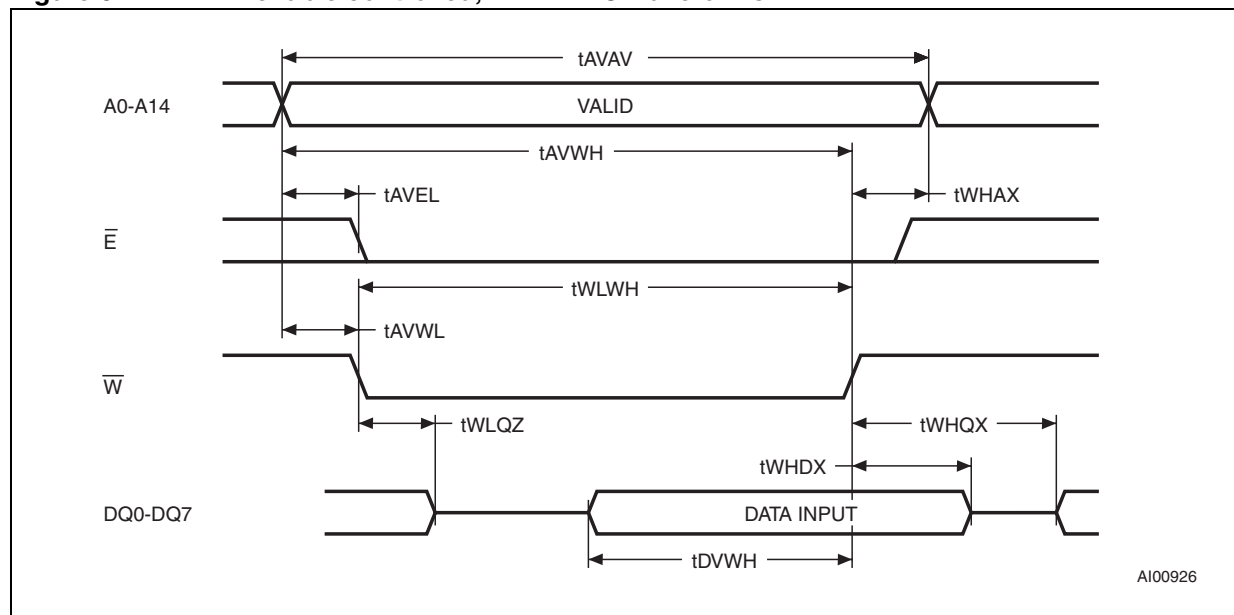 tAVAV
A0-A14 VALID
tAVWH
tAVEL tWHAX
E̅
tWLWH
tAVWL
W̅
tWLQZ tWHQX
tWHDX
DQ0-DQ7 DATA INPUT
tDVWH
AI00926